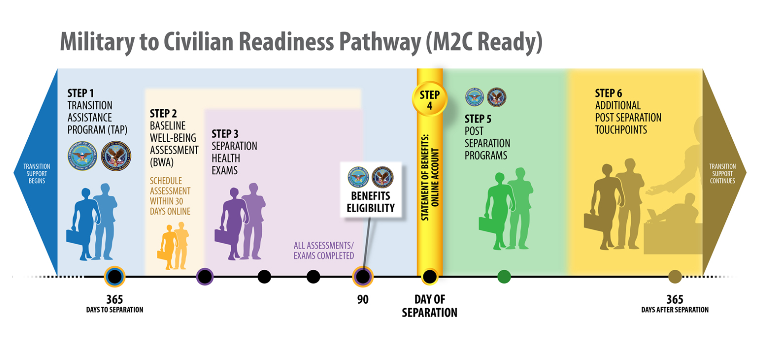 Military to Civilian Readiness Pathway (M2C Ready)
TRANSITION
SUPPORT
BEGINS
STEP 1
TRANSITION
ASSISTANCE
PROGRAM (TAP)
STEP 2
BASELINE
WELL-BEING
ASSESSMENT
(BWA)
SCHEDULE
ASSESSMENT
WITHIN 30
DAYS ONLINE
STEP 3
SEPARATION
HEALTH
EXAMS
ALL ASSESSMENTS/
EXAMS COMPLETED
BENEFITS
ELIGIBILITY
STEP
4
STATEMENT OF BENEFITS:
ONLINE ACCOUNT
STEP 5
POST
SEPARATION
PROGRAMS
STEP 6
ADDITIONAL
POST SEPARATION
TOUCHPOINTS
TRANSITION
SUPPORT
CONTINUES
365
DAYS TO SEPARATION
90
DAY OF
SEPARATION
365
DAYS AFTER SEPARATION